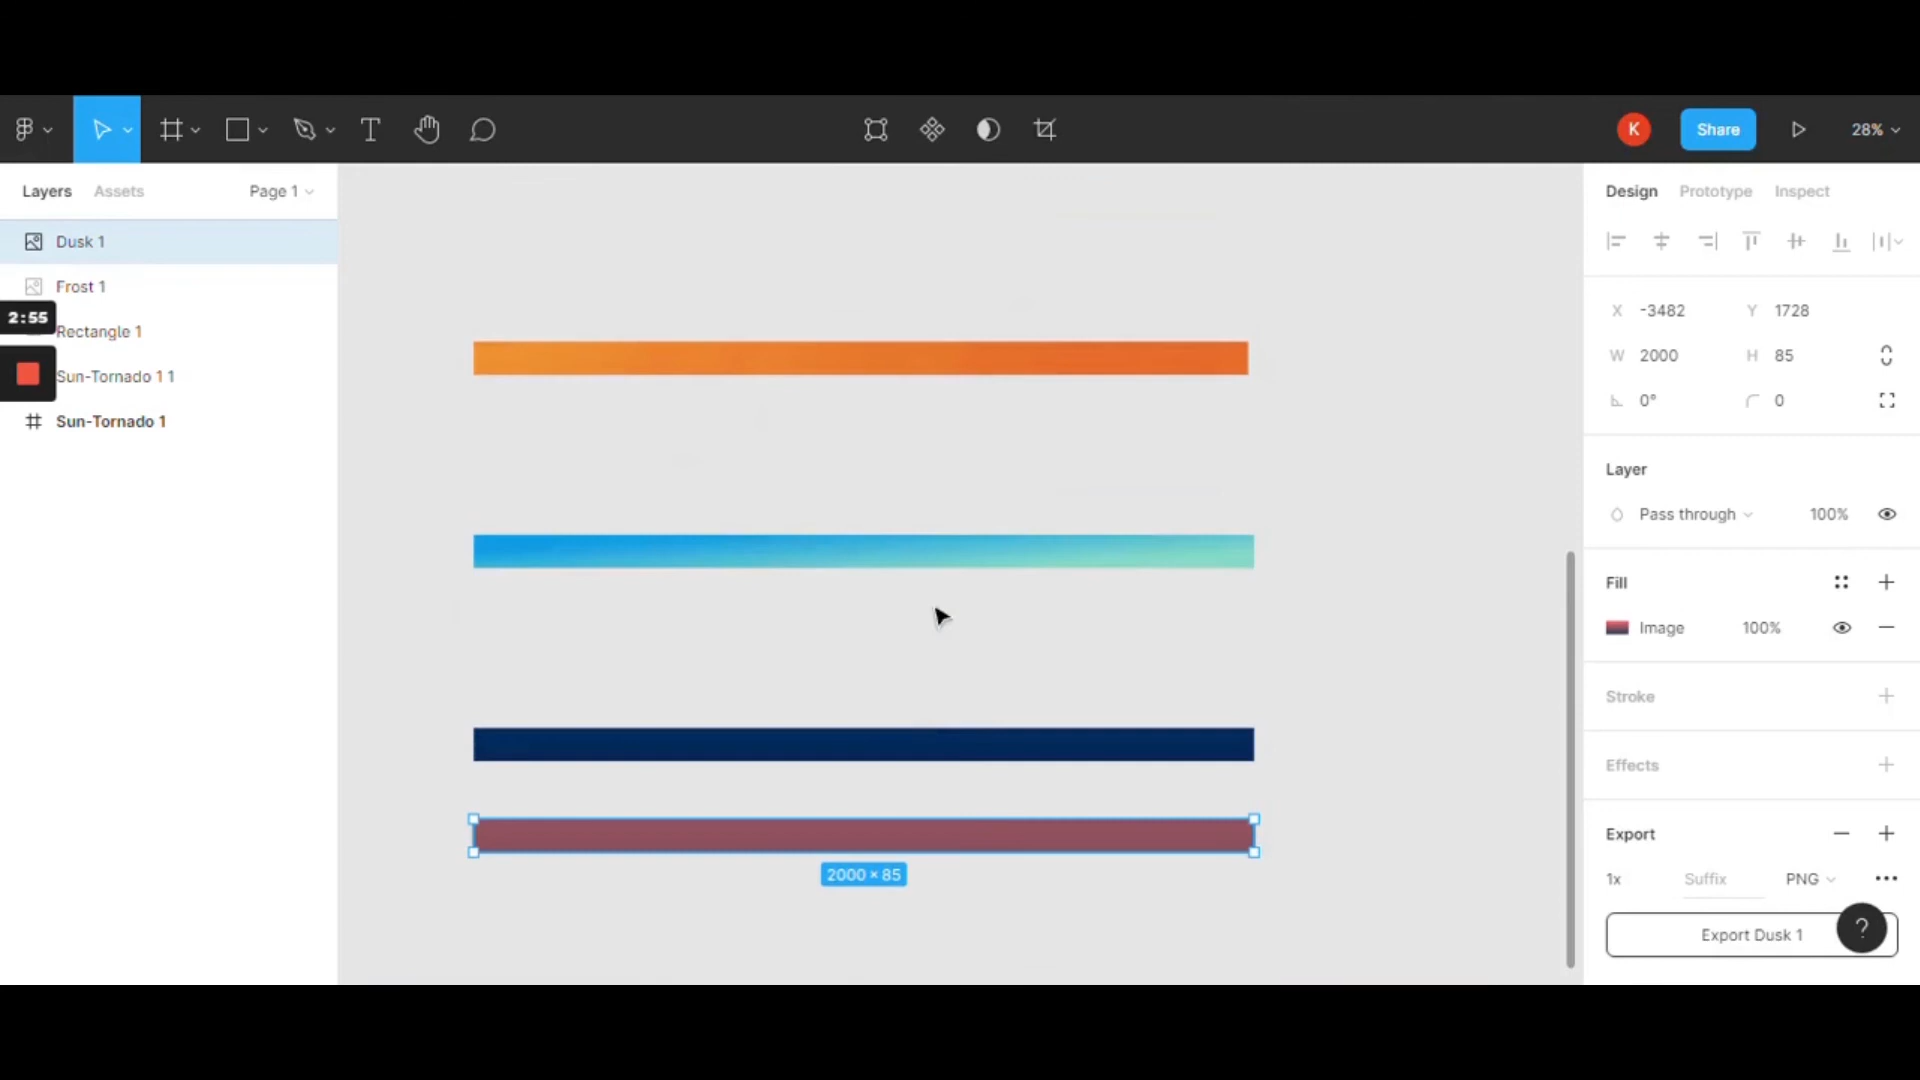 K
Share
28%
Layers
Assets
Page 1
Design
Prototype
Inspect
Dusk 1
Frost 1
2:55
Rectangle 1
Sun-Tornado 1 1
Sun-Tornado 1
X -3482
Y 1728
W 2000
H 85
0°
0
Layer
Pass through
100%
Fill
Image
100%
Stroke
Effects
Export
1x
Suffix
PNG
Export Dusk 1
?
2000 × 85